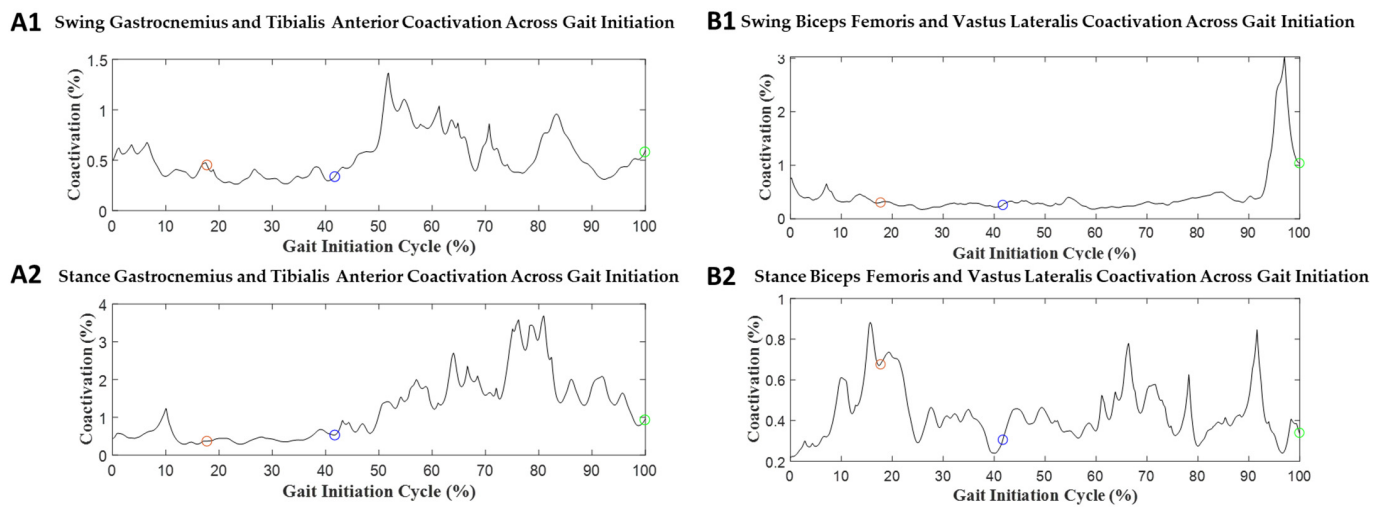 A1 Swing Gastrocnemius and Tibialis Anterior Coactivation Across Gait Initiation
1.5
1
0.5
0
Coactivation (%)
0 10 20 30 40 50 60 70 80 90 100
Gait Initiation Cycle (%)
B1 Swing Biceps Femoris and Vastus Lateralis Coactivation Across Gait Initiation
3
2
1
0
Coactivation (%)
0 10 20 30 40 50 60 70 80 90 100
Gait Initiation Cycle (%)
A2 Stance Gastrocnemius and Tibialis Anterior Coactivation Across Gait Initiation
4
3
2
1
0
Coactivation (%)
0 10 20 30 40 50 60 70 80 90 100
Gait Initiation Cycle (%)
B2 Stance Biceps Femoris and Vastus Lateralis Coactivation Across Gait Initiation
1
0.8
0.6
0.4
0.2
Coactivation (%)
0 10 20 30 40 50 60 70 80 90 100
Gait Initiation Cycle (%)